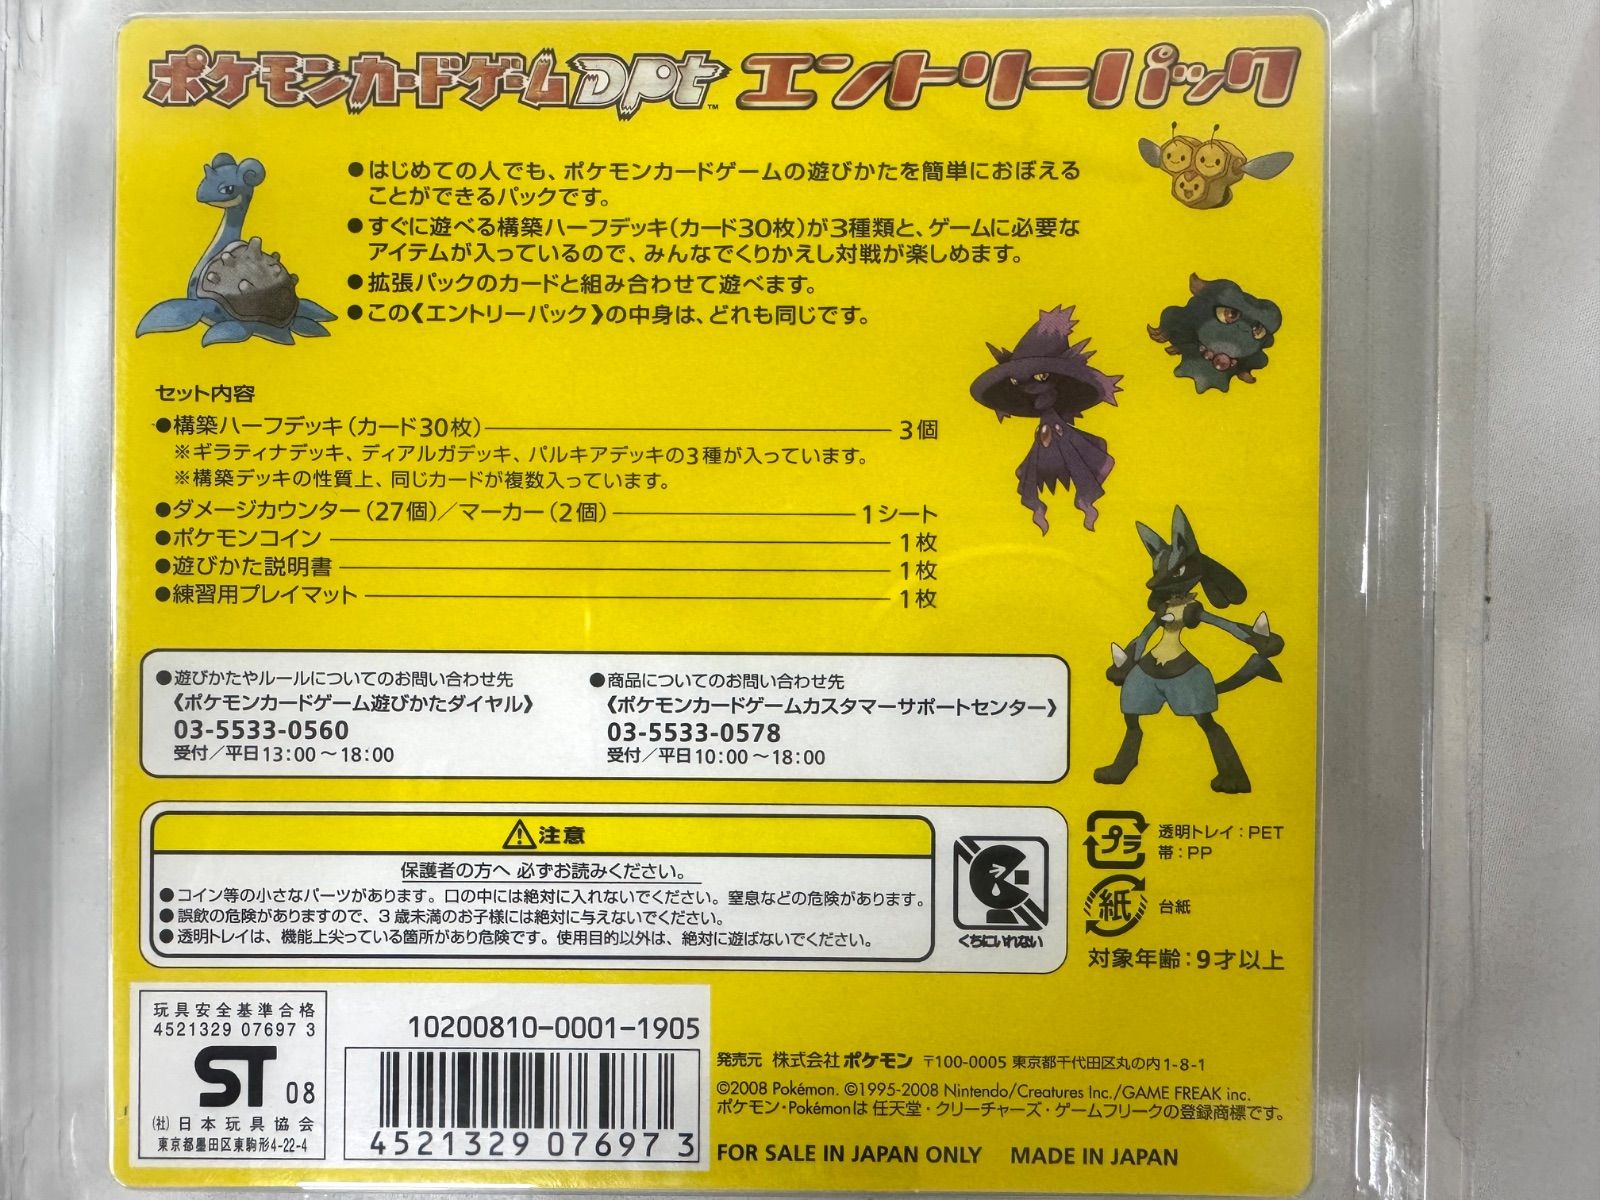 ポケモンカードゲームDPt™ エントリーパック
●はじめての人でも、ポケモンカードゲームの遊びかたを簡単におぼえる
ことができるパックです。
●すぐに遊べる構築ハーフデッキ(カード30枚)が3種類と、ゲームに必要な
アイテムが入っているので、みんなでくりかえし対戦が楽しめます。
●拡張パックのカードと組み合わせて遊べます。
●この《エントリーパック》の中身は、どれも同じです。
セット内容
●構築ハーフデッキ(カード30枚) 3個
※ギラティナデッキ、ディアルガデッキ、パルキアデッキの3種が入っています。
※構築デッキの性質上、同じカードが複数入っています。
●ダメージカウンター(27個)/マーカー(2個) 1シート
●ポケモンコイン 1枚
●遊びかた説明書 1枚
●練習用プレイマット 1枚
●遊びかたやルールについてのお問い合わせ先
《ポケモンカードゲーム遊びかたダイヤル》
03-5533-0560
受付/平日13:00～18:00
●商品についてのお問い合わせ先
《ポケモンカードゲームカスタマーサポートセンター》
03-5533-0578
受付/平日10:00～18:00
⚠注意
保護者の方へ 必ずお読みください。
●コイン等の小さなパーツがあります。口の中には絶対に入れないでください。窒息などの危険があります。
●誤飲の危険がありますので、3歳未満のお子様には絶対に与えないでください。
●透明トレイは、機能上尖っている箇所があり危険です。使用目的以外は、絶対に遊ばないでください。
くちにいれない
プラ
透明トレイ:PET
帯:PP
紙
台紙
対象年齢:9才以上
玩具安全基準合格
4521329 07697 3
ST 08
(社)日本玩具協会
東京都墨田区東駒形4-22-4
10200810-0001-1905
4521329 07697 3
発売元 株式会社ポケモン 〒100-0005 東京都千代田区丸の内1-8-1
©2008 Pokémon. ©1995-2008 Nintendo/Creatures Inc./GAME FREAK inc.
ポケモン・Pokémonは 任天堂・クリーチャーズ・ゲームフリークの登録商標です。
FOR SALE IN JAPAN ONLY MADE IN JAPAN